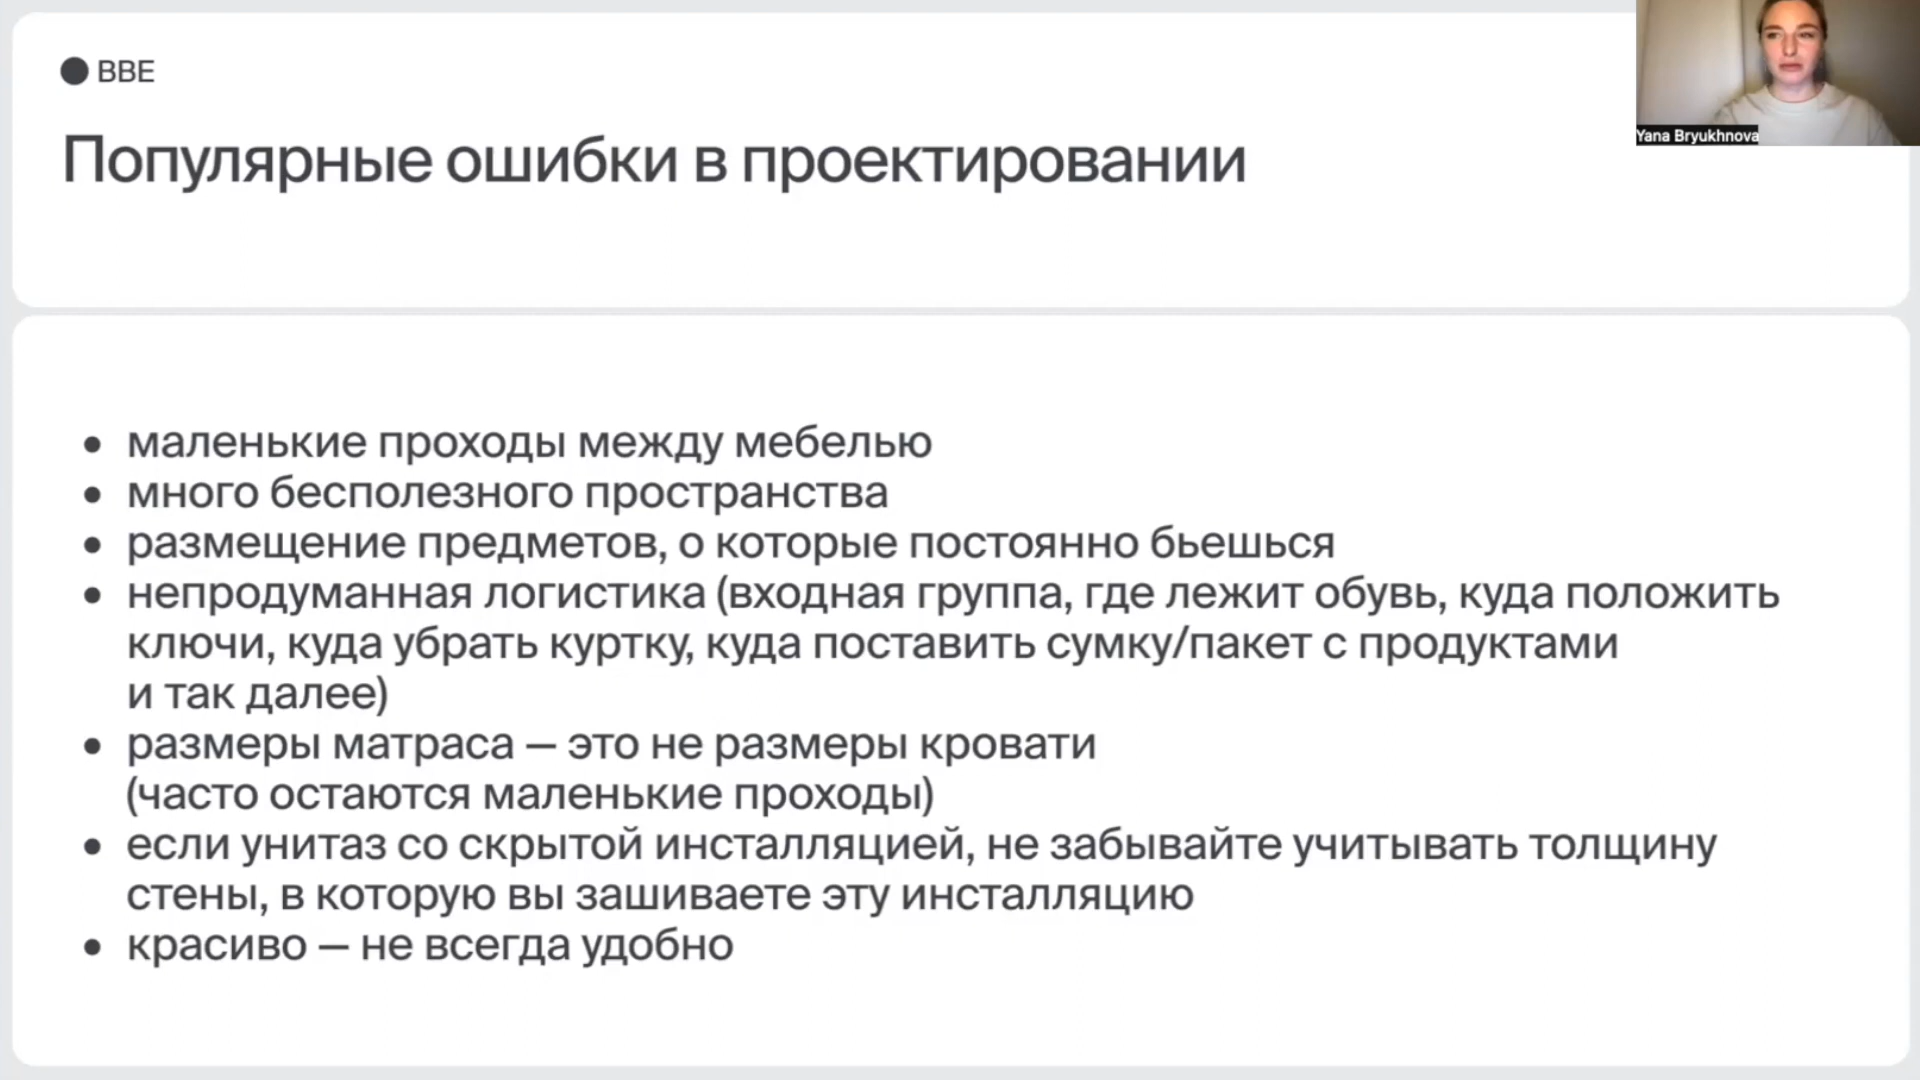 BBE
Популярные ошибки в проектировании
Yana Bryukhnova
• маленькие проходы между мебелью
• много бесполезного пространства
• размещение предметов, о которые постоянно бьешься
• непродуманная логистика (входная группа, где лежит обувь, куда положить
ключи, куда убрать куртку, куда поставить сумку/пакет с продуктами
и так далее)
• размеры матраса — это не размеры кровати
(часто остаются маленькие проходы)
• если унитаз со скрытой инсталляцией, не забывайте учитывать толщину
стены, в которую вы зашиваете эту инсталляцию
• красиво — не всегда удобно